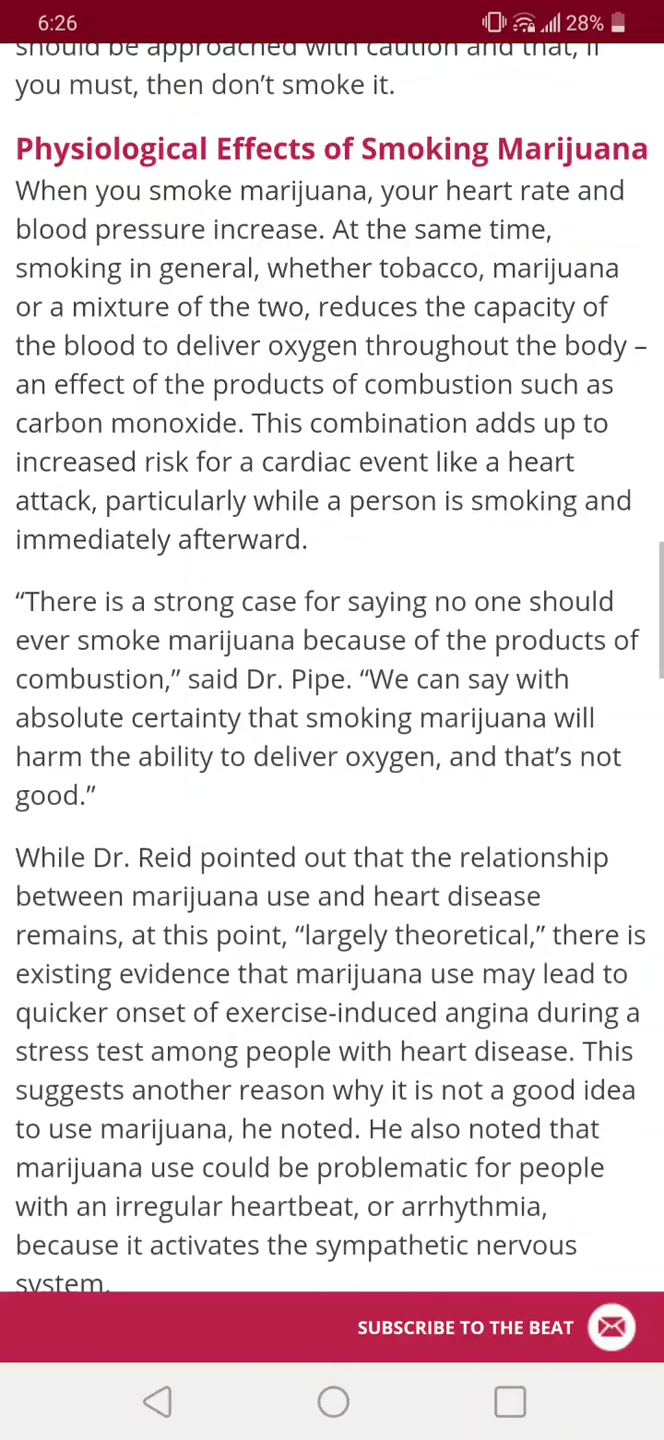 6:26
28%
should be approached with caution and that, if
you must, then don’t smoke it.
Physiological Effects of Smoking Marijuana
When you smoke marijuana, your heart rate and
blood pressure increase. At the same time,
smoking in general, whether tobacco, marijuana
or a mixture of the two, reduces the capacity of
the blood to deliver oxygen throughout the body –
an effect of the products of combustion such as
carbon monoxide. This combination adds up to
increased risk for a cardiac event like a heart
attack, particularly while a person is smoking and
immediately afterward.
“There is a strong case for saying no one should
ever smoke marijuana because of the products of
combustion,” said Dr. Pipe. “We can say with
absolute certainty that smoking marijuana will
harm the ability to deliver oxygen, and that’s not
good.”
While Dr. Reid pointed out that the relationship
between marijuana use and heart disease
remains, at this point, “largely theoretical,” there is
existing evidence that marijuana use may lead to
quicker onset of exercise-induced angina during a
stress test among people with heart disease. This
suggests another reason why it is not a good idea
to use marijuana, he noted. He also noted that
marijuana use could be problematic for people
with an irregular heartbeat, or arrhythmia,
because it activates the sympathetic nervous
system.
SUBSCRIBE TO THE BEAT